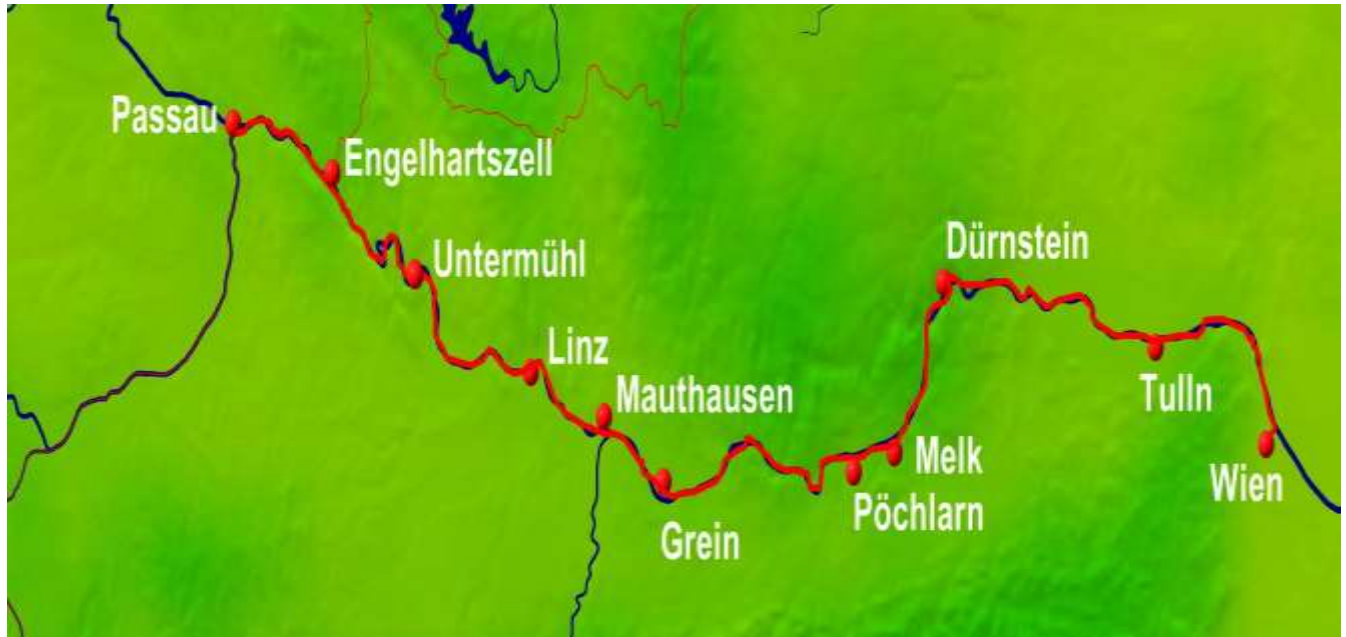 Passau
Engelhartszell
Untermühl
Dürnstein
Linz
Mauthausen
Tulln
Melk
Wien
Pöchlarn
Grein